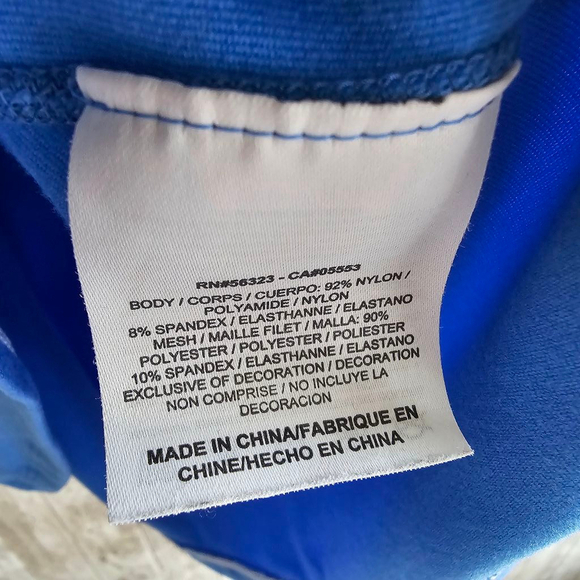 RN#56323 - CA#05553
BODY / CORPS / CUERPO: 92% NYLON /
POLYAMIDE / NYLON
8% SPANDEX / ELASTHANNE / ELASTANO
MESH / MAILLE FILET / MALLA: 90%
POLYESTER / POLYESTER / POLIESTER
10% SPANDEX / ELASTHANNE / ELASTANO
EXCLUSIVE OF DECORATION / DECORATION
NON COMPRISE / NO INCLUYE LA
DECORACION
MADE IN CHINA/FABRIQUE EN
CHINE/HECHO EN CHINA